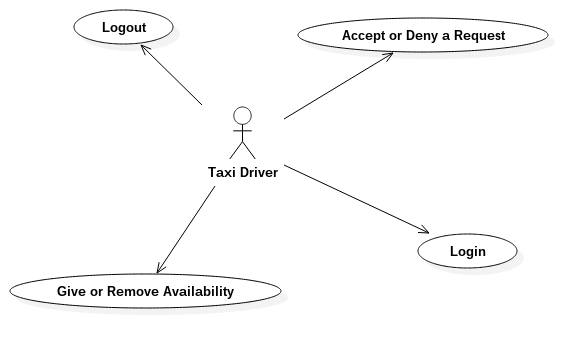 Logout
Accept or Deny a Request
Taxi Driver
Login
Give or Remove Availability